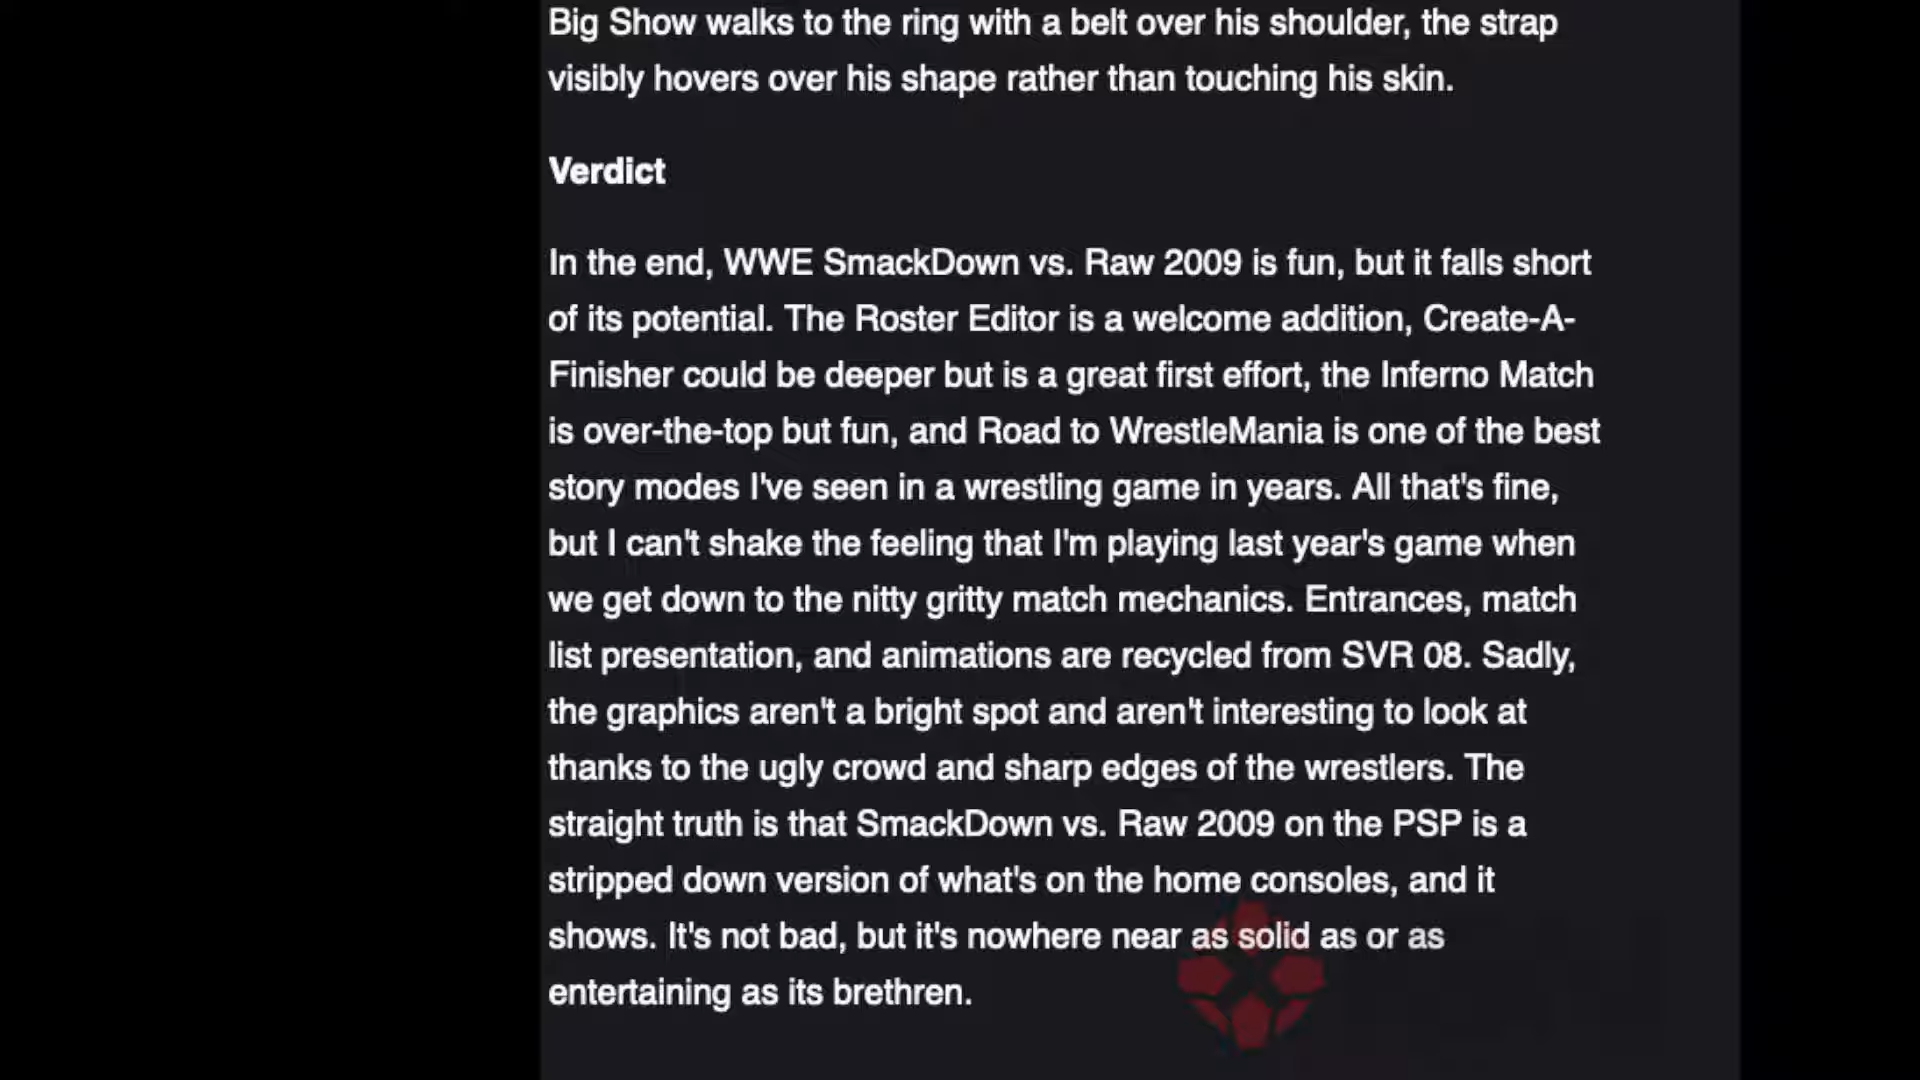 Big Show walks to the ring with a belt over his shoulder, the strap
visibly hovers over his shape rather than touching his skin.
Verdict
In the end, WWE SmackDown vs. Raw 2009 is fun, but it falls short
of its potential. The Roster Editor is a welcome addition, Create-A-
Finisher could be deeper but is a great first effort, the Inferno Match
is over-the-top but fun, and Road to WrestleMania is one of the best
story modes I've seen in a wrestling game in years. All that's fine,
but I can't shake the feeling that I'm playing last year's game when
we get down to the nitty gritty match mechanics. Entrances, match
list presentation, and animations are recycled from SVR 08. Sadly,
the graphics aren't a bright spot and aren't interesting to look at
thanks to the ugly crowd and sharp edges of the wrestlers. The
straight truth is that SmackDown vs. Raw 2009 on the PSP is a
stripped down version of what's on the home consoles, and it
shows. It's not bad, but it's nowhere near as solid as or as
entertaining as its brethren.